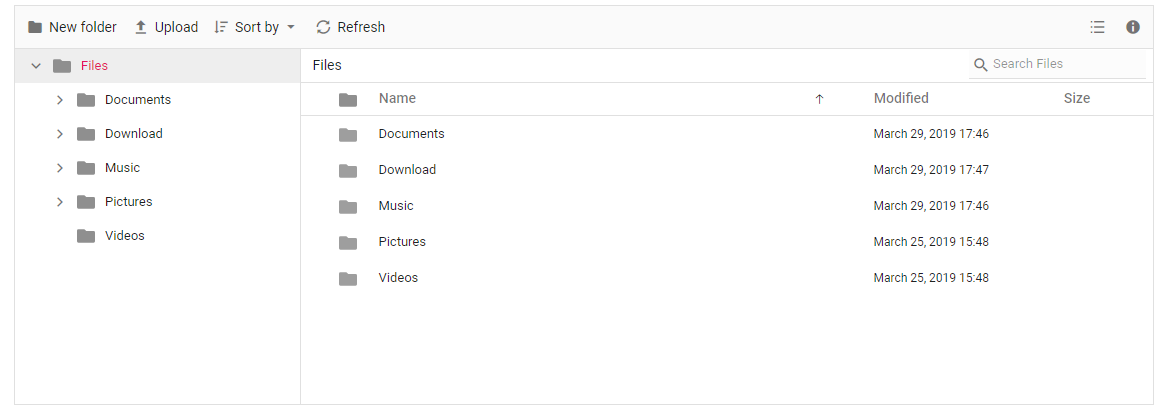 New folder Upload Sort by Refresh
Files
Documents
Download
Music
Pictures
Videos
Files Search Files
Name Modified Size
Documents March 29, 2019 17:46
Download March 29, 2019 17:47
Music March 29, 2019 17:46
Pictures March 25, 2019 15:48
Videos March 25, 2019 15:48